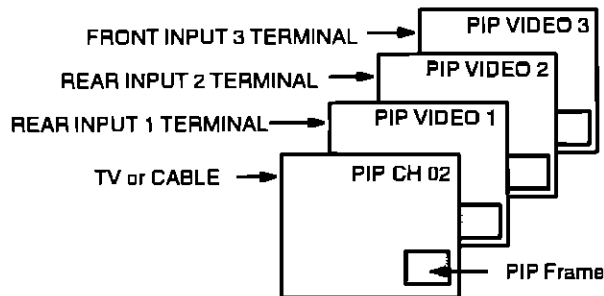 FRONT INPUT 3 TERMINAL
PIP VIDEO 3
REAR INPUT 2 TERMINAL
PIP VIDEO 2
REAR INPUT 1 TERMINAL
PIP VIDEO 1
TV or CABLE
PIP CH 02
PIP Frame